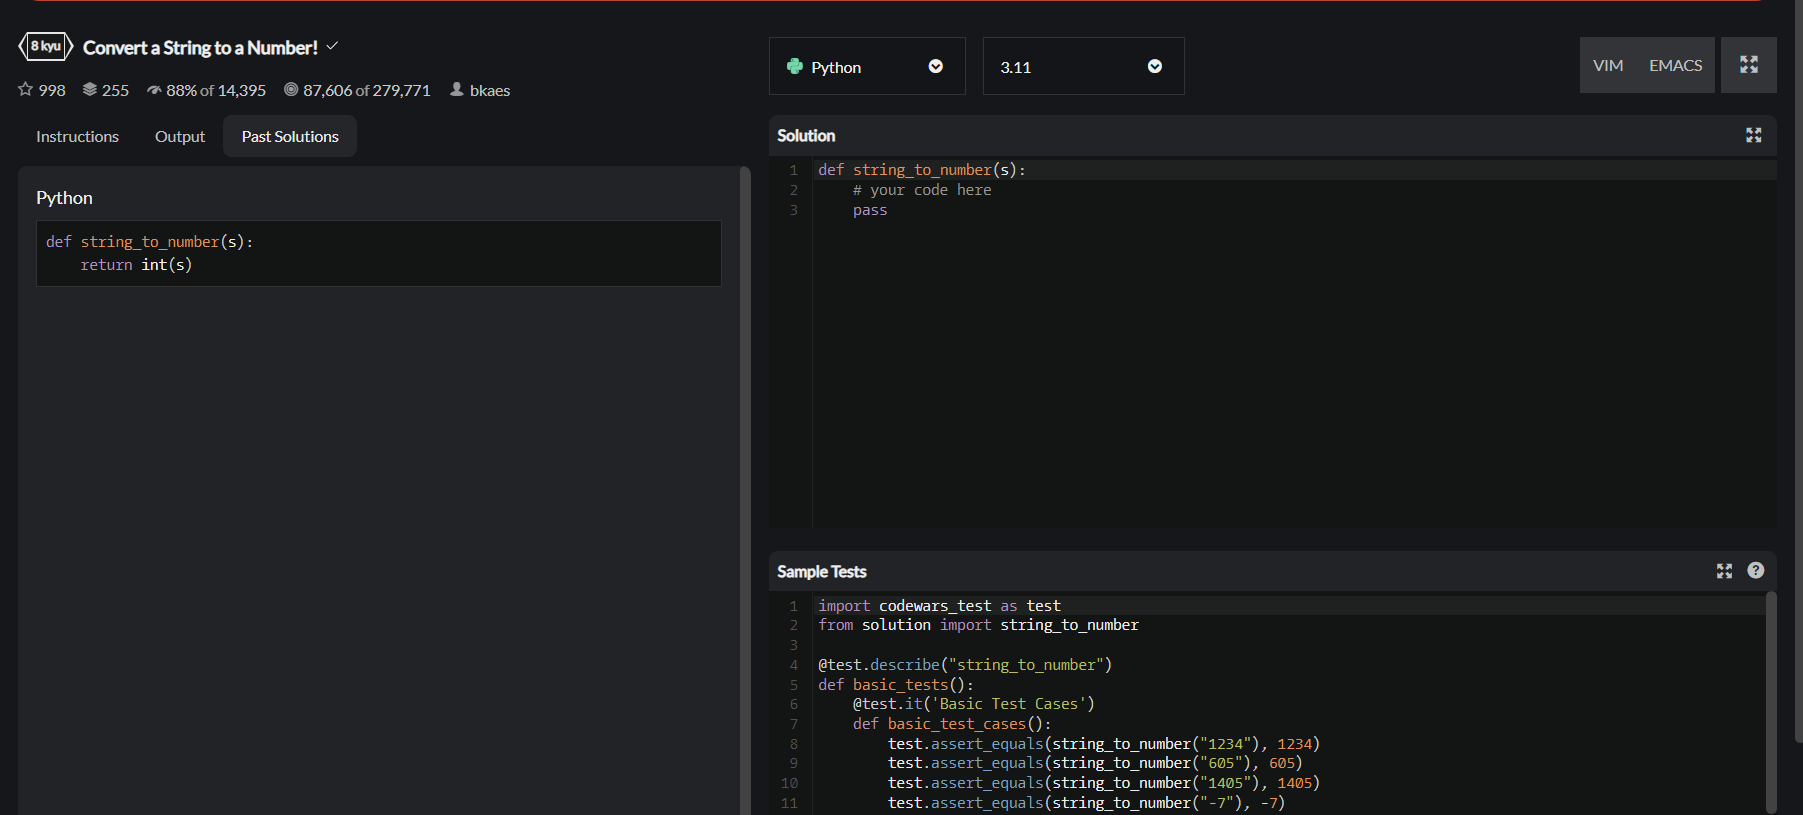 8 kyu Convert a String to a Number!
998 255 88% of 14,395 87,606 of 279,771 bkaes
Instructions Output Past Solutions
Python
def string_to_number(s):
    return int(s)
Python 3.11 VIM EMACS
Solution
1 def string_to_number(s):
2     # your code here
3     pass
Sample Tests
1 import codewars_test as test
2 from solution import string_to_number
3
4 @test.describe("string_to_number")
5 def basic_tests():
6     @test.it('Basic Test Cases')
7     def basic_test_cases():
8         test.assert_equals(string_to_number("1234"), 1234)
9         test.assert_equals(string_to_number("605"), 605)
10         test.assert_equals(string_to_number("1405"), 1405)
11         test.assert_equals(string_to_number("-7"), -7)